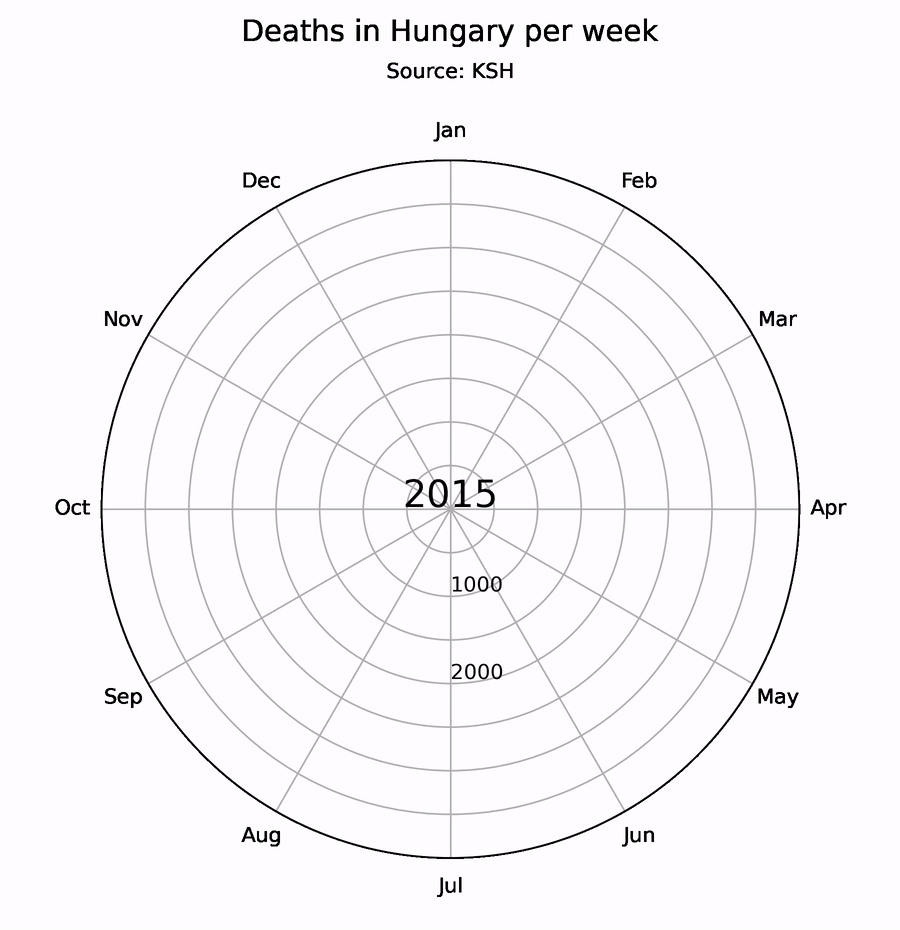 Deaths in Hungary per week
Source: KSH
Jan
Dec
Feb
Nov
Mar
2015
Oct
Apr
1000
2000
Sep
May
Aug
Jun
Jul